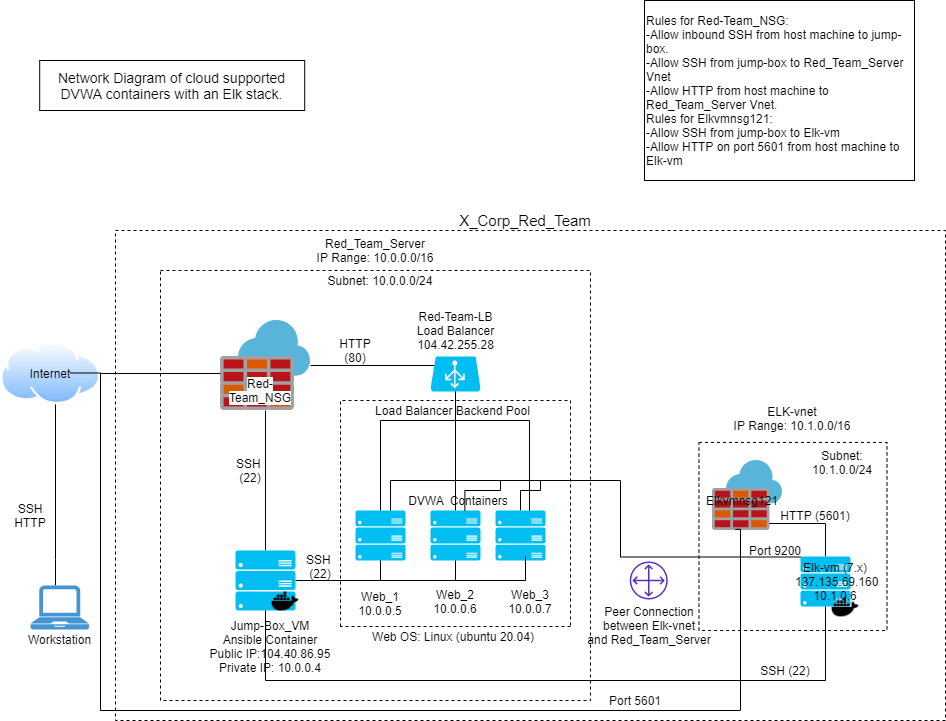 Rules for Red-Team_NSG:
-Allow inbound SSH from host machine to jump-
box.
-Allow SSH from jump-box to Red_Team_Server
Vnet
-Allow HTTP from host machine to
Red_Team_Server Vnet.
Rules for Elkvmnsg121:
-Allow SSH from jump-box to Elk-vm
-Allow HTTP on port 5601 from host machine to
Elk-vm
Network Diagram of cloud supported
DVWA containers with an Elk stack.
X_Corp_Red_Team
Red_Team_Server
IP Range: 10.0.0.0/16
Subnet: 10.0.0.0/24
Red-Team-LB
Load Balancer
104.42.255.28
HTTP
(80)
Internet
Red-
Team_NSG
Load Balancer Backend Pool
ELK-vnet
IP Range: 10.1.0.0/16
Subnet:
10.1.0.0/24
SSH
(22)
DVWA Containers
Elkvmnsg121
HTTP (5601)
SSH
HTTP
Port 9200
SSH
(22)
Elk-vm (7.x)
137.135.69.160
10.1.0.6
Web_1
10.0.0.5
Web_2
10.0.0.6
Web_3
10.0.0.7
Peer Connection
between Elk-vnet
and Red_Team_Server
Workstation
Web OS: Linux (ubuntu 20.04)
Jump-Box_VM
Ansible Container
Public IP:104.40.86.95
Private IP: 10.0.0.4
SSH (22)
Port 5601